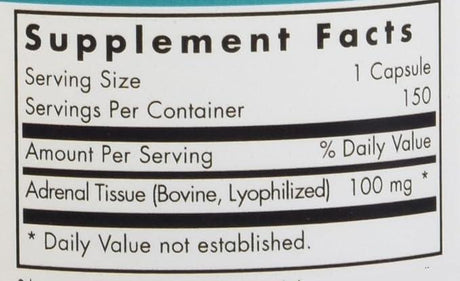 Supplement Facts
Serving Size 1 Capsule
Servings Per Container 150
Amount Per Serving % Daily Value
Adrenal Tissue (Bovine, Lyophilized) 100 mg *
* Daily Value not established.